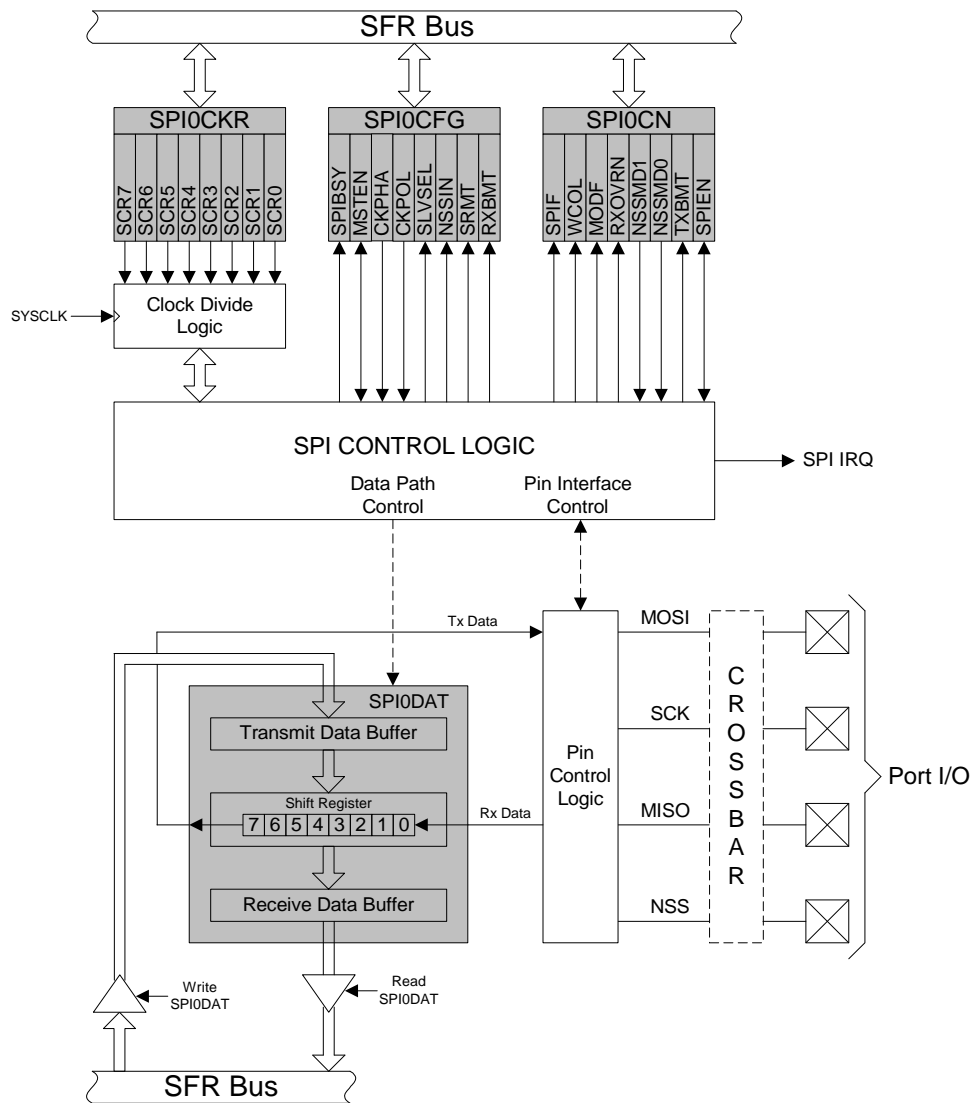 SFR Bus
SPI0CKR
SPI0CFG
SPI0CN
SCR7
SCR6
SCR5
SCR4
SCR3
SCR2
SCR1
SCR0
SPIBSY
MSTEN
CKPHA
CKPOL
SLVSEL
NSSIN
SRMT
RXBMT
SPIF
WCOL
MODF
RXOVRN
NSSMD1
NSSMD0
TXBMT
SPIEN
SYSCLK
Clock Divide
Logic
SPI CONTROL LOGIC
SPI IRQ
Data Path
Control
Pin Interface
Control
Tx Data
MOSI
SPI0DAT
Transmit Data Buffer
SCK
Shift Register
7 6 5 4 3 2 1 0
Rx Data
Pin
Control
Logic
MISO
CROSSBAR
Port I/O
Receive Data Buffer
NSS
Write
SPI0DAT
Read
SPI0DAT
SFR Bus